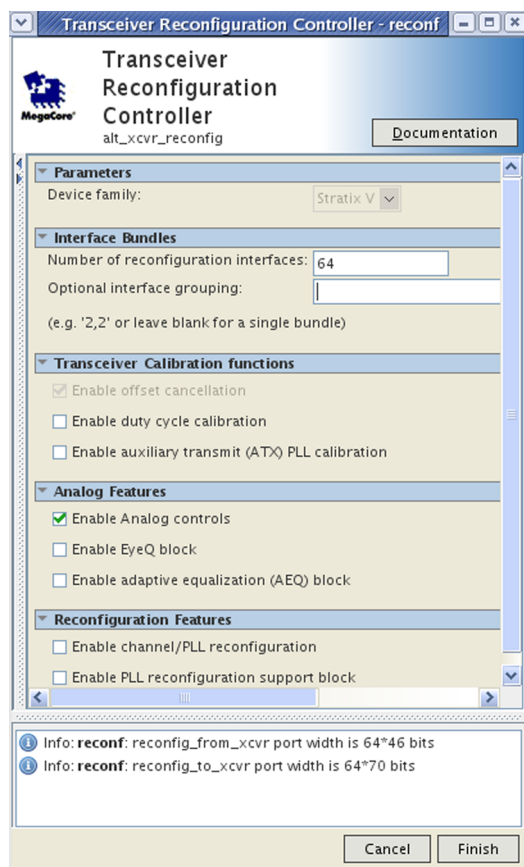 Transceiver Reconfiguration Controller - reconf
Transceiver
Reconfiguration
Controller
alt_xcvr_reconfig
MegaCore®
Documentation
Parameters
Device family:
Stratix V
Interface Bundles
Number of reconfiguration interfaces:
64
Optional interface grouping:
(e.g. '2,2' or leave blank for a single bundle)
Transceiver Calibration functions
Enable offset cancellation
Enable duty cycle calibration
Enable auxiliary transmit (ATX) PLL calibration
Analog Features
Enable Analog controls
Enable EyeQ block
Enable adaptive equalization (AEQ) block
Reconfiguration Features
Enable channel/PLL reconfiguration
Enable PLL reconfiguration support block
Info: reconf: reconfig_from_xcvr port width is 64*46 bits
Info: reconf: reconfig_to_xcvr port width is 64*70 bits
Cancel
Finish